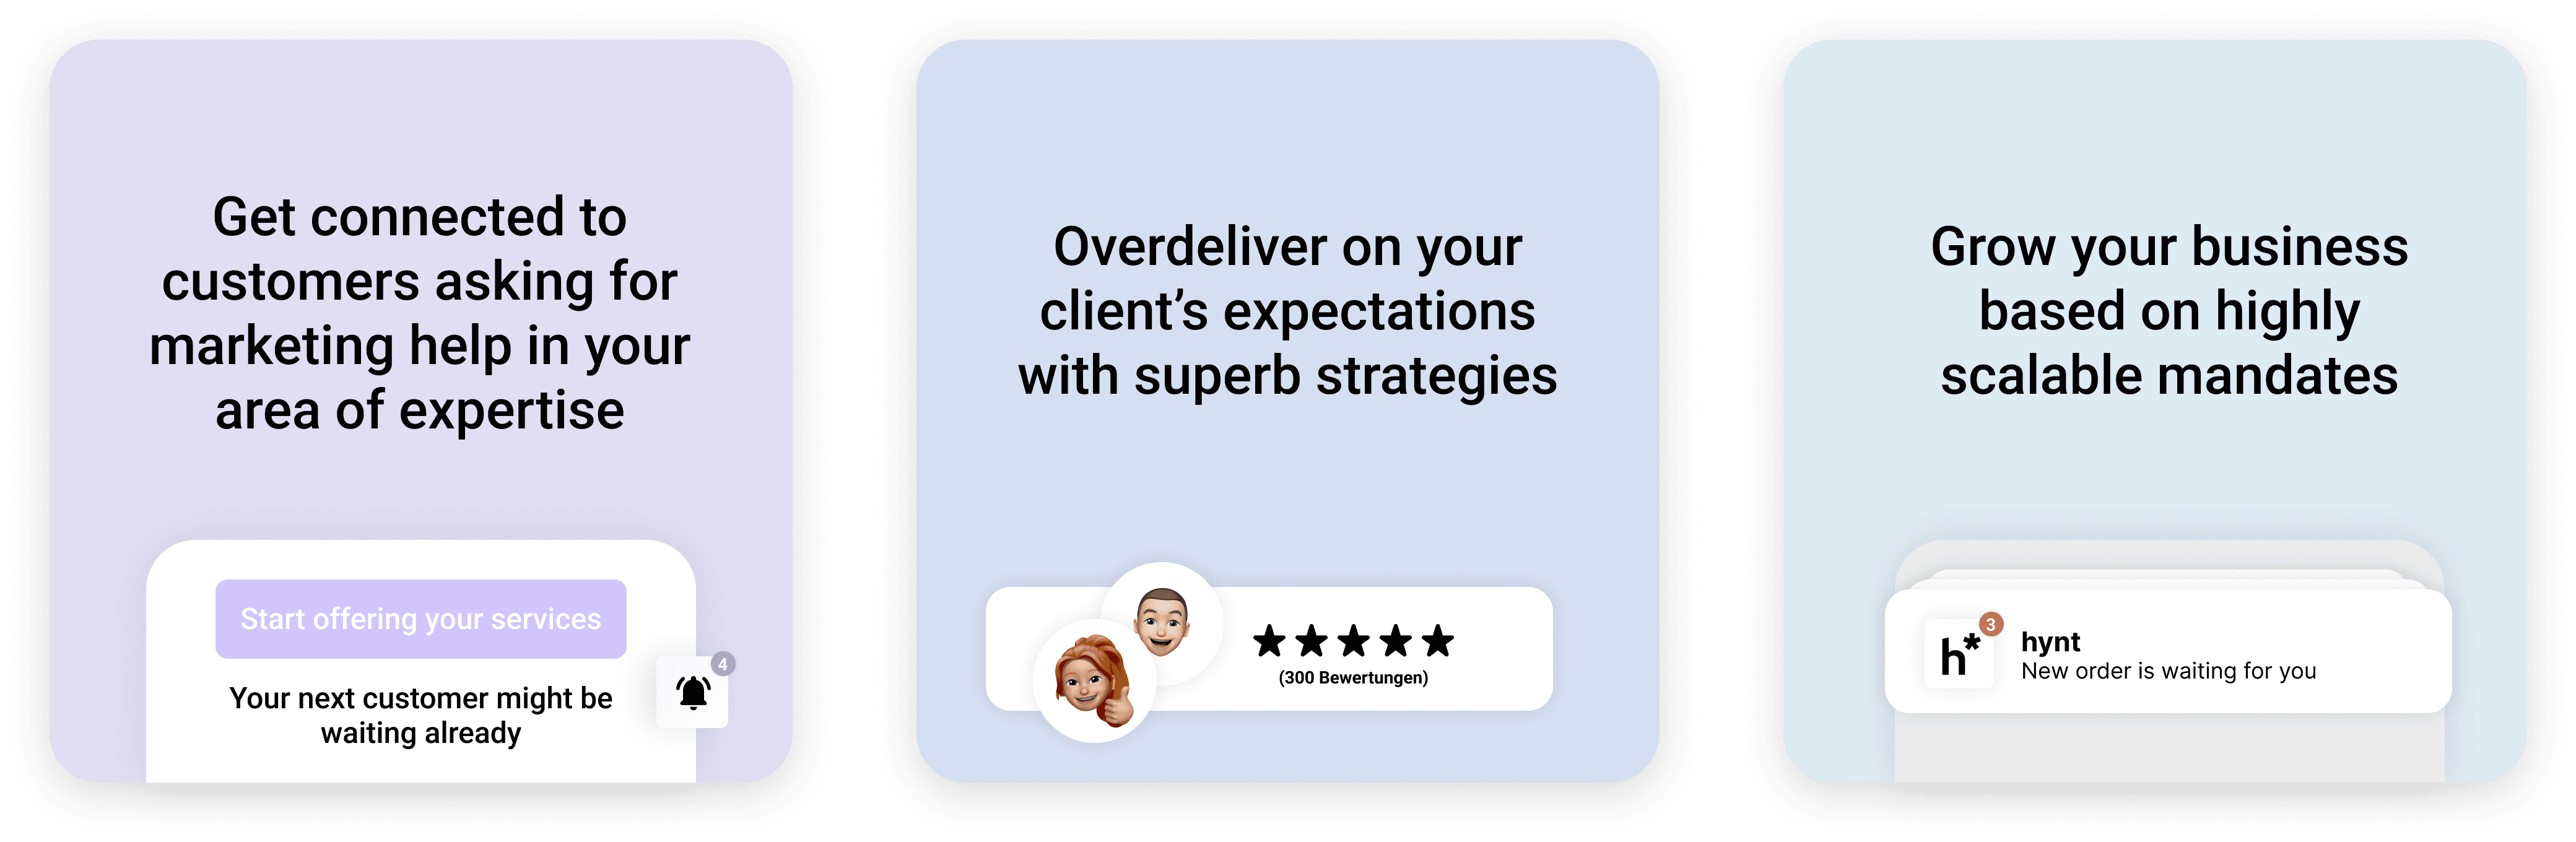 Get connected to
customers asking for
marketing help in your
area of expertise
Start offering your services
4
Your next customer might be
waiting already
Overdeliver on your
client’s expectations
with superb strategies
(300 Bewertungen)
Grow your business
based on highly
scalable mandates
h*
3
hynt
New order is waiting for you